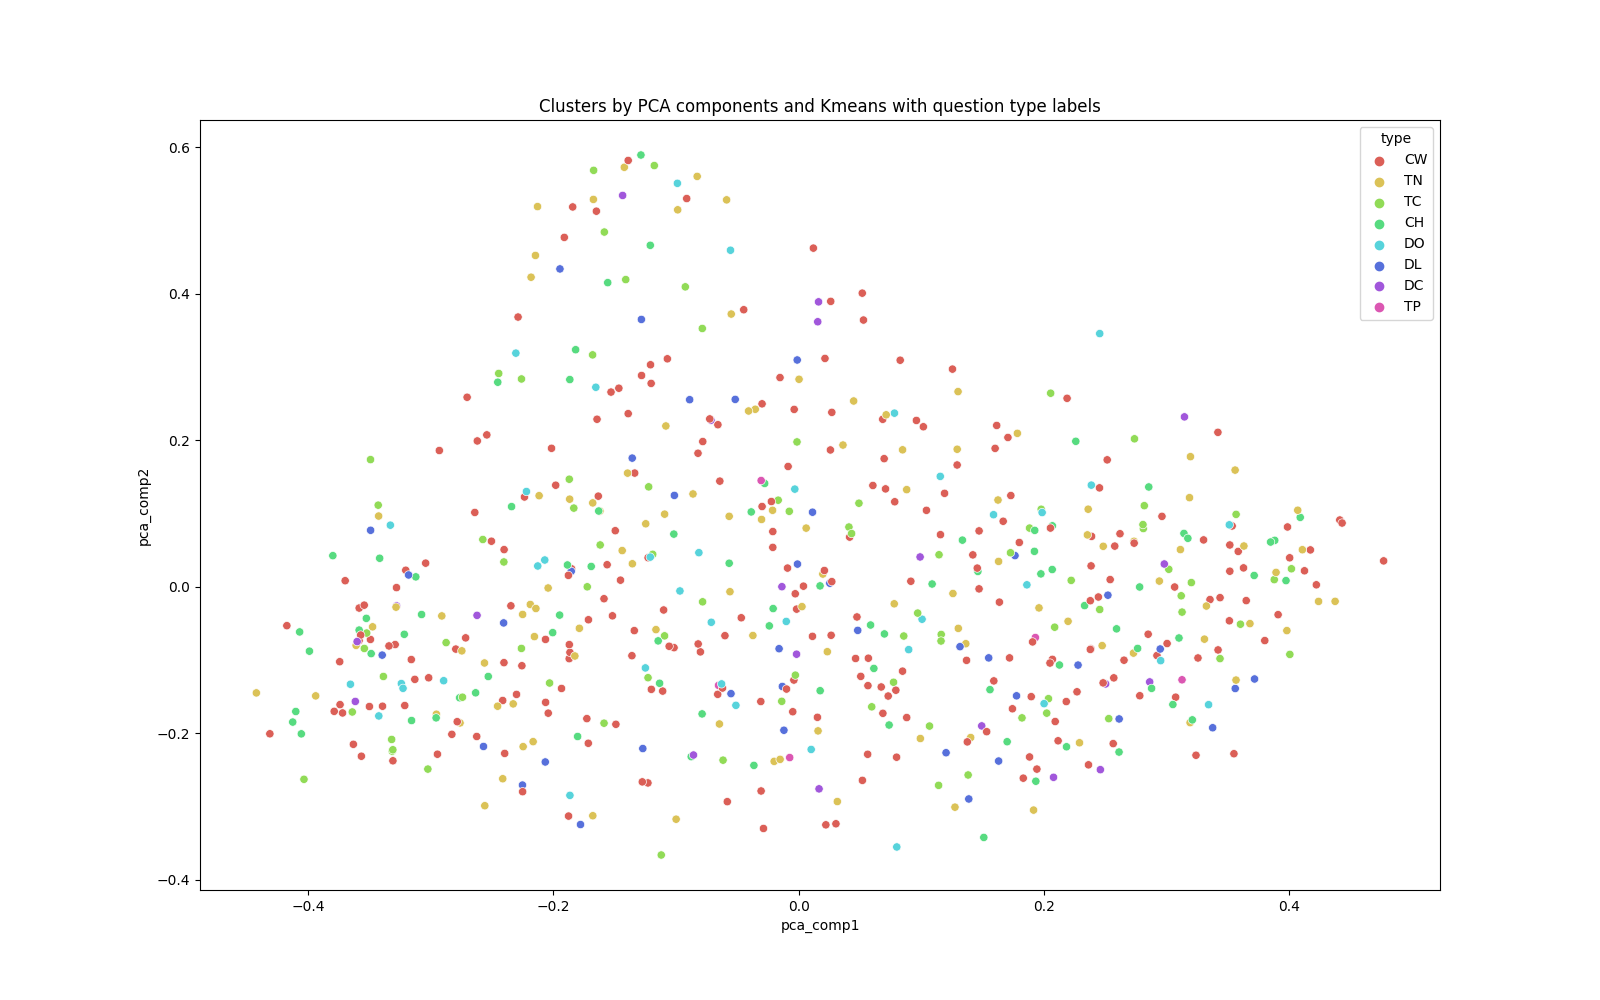 Clusters by PCA components and Kmeans with question type labels
type
CW
TN
TC
CH
DO
DL
DC
TP
0.6
0.4
0.2
0.0
−0.2
−0.4
pca_comp2
−0.4
−0.2
0.0
0.2
0.4
pca_comp1